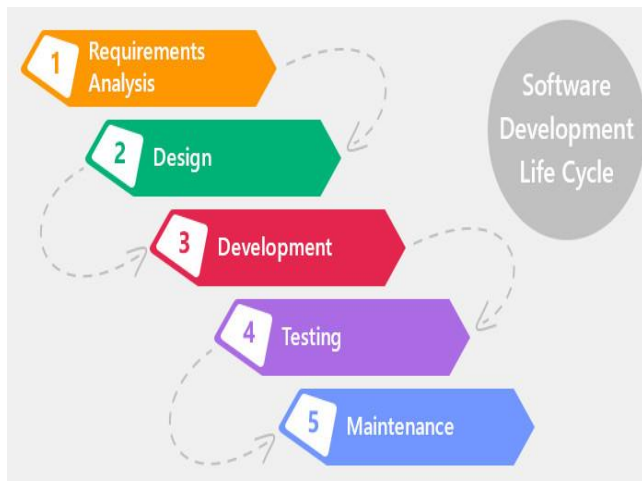 1
Requirements
Analysis
2
Design
3
Development
4
Testing
5
Maintenance
Software
Development
Life Cycle